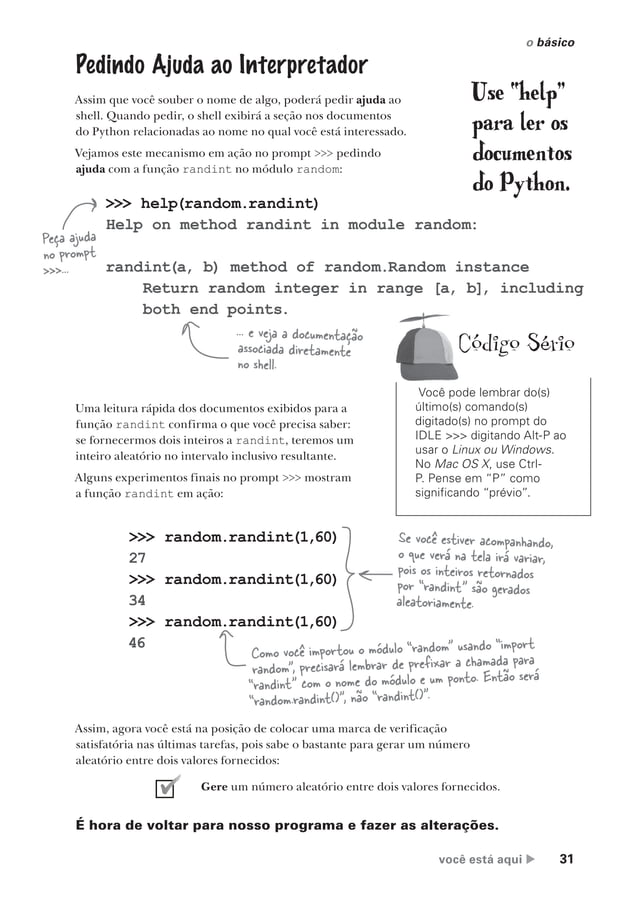 o básico
Pedindo Ajuda ao Interpretador
Assim que você souber o nome de algo, poderá pedir ajuda ao
shell. Quando pedir, o shell exibirá a seção nos documentos
do Python relacionadas ao nome no qual você está interessado.
Vejamos este mecanismo em ação no prompt >>> pedindo
ajuda com a função randint no módulo random:
Use "help"
para ler os
documentos
do Python.
>>> help(random.randint)
Help on method randint in module random:
randint(a, b) method of random.Random instance
Return random integer in range [a, b], including
both end points.
Peça ajuda
no prompt
>>>...
... e veja a documentação
associada diretamente
no shell.
Código Sério
Você pode lembrar do(s)
último(s) comando(s)
digitado(s) no prompt do
IDLE >>> digitando Alt-P ao
usar o Linux ou Windows.
No Mac OS X, use Ctrl-
P. Pense em “P” como
significando “prévio”.
Uma leitura rápida dos documentos exibidos para a
função randint confirma o que você precisa saber:
se fornecermos dois inteiros a randint, teremos um
inteiro aleatório no intervalo inclusivo resultante.
Alguns experimentos finais no prompt >>> mostram
a função randint em ação:
>>> random.randint(1,60)
27
>>> random.randint(1,60)
34
>>> random.randint(1,60)
46
Se você estiver acompanhando,
o que verá na tela irá variar,
pois os inteiros retornados
por “randint” são gerados
aleatoriamente.
Como você importou o módulo “random” usando “import
random”, precisará lembrar de prefixar a chamada para
“randint” com o nome do módulo e um ponto. Então será
“random.randint()”, não “randint()”.
Assim, agora você está na posição de colocar uma marca de verificação
satisfatória nas últimas tarefas, pois sabe o bastante para gerar um número
aleatório entre dois valores fornecidos:
Gere um número aleatório entre dois valores fornecidos.
É hora de voltar para nosso programa e fazer as alterações.
você está aqui 31